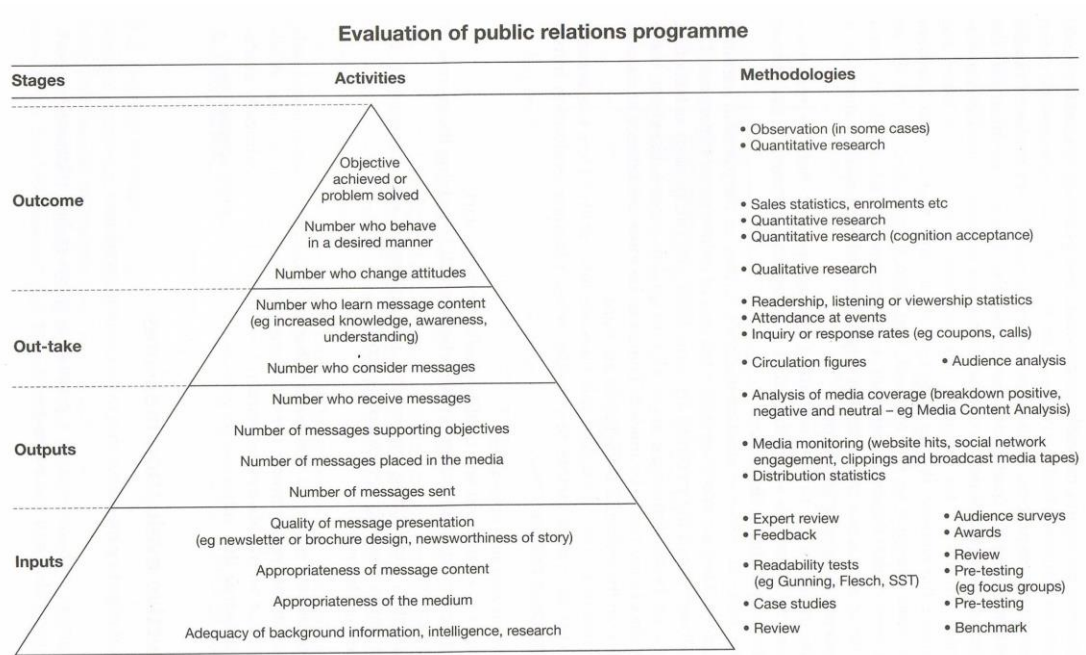 Evaluation of public relations programme
Stages
Activities
Methodologies
Outcome
Objective
achieved or
problem solved
Number who behave
in a desired manner
Number who change attitudes
• Observation (in some cases)
• Quantitative research
• Sales statistics, enrolments etc
• Quantitative research
• Quantitative research (cognition acceptance)
• Qualitative research
Out-take
Number who learn message content
(eg increased knowledge, awareness,
understanding)
Number who consider messages
• Readership, listening or viewership statistics
• Attendance at events
• Inquiry or response rates (eg coupons, calls)
• Circulation figures
• Audience analysis
Outputs
Number who receive messages
Number of messages supporting objectives
Number of messages placed in the media
Number of messages sent
• Analysis of media coverage (breakdown positive,
negative and neutral – eg Media Content Analysis)
• Media monitoring (website hits, social network
engagement, clippings and broadcast media tapes)
• Distribution statistics
Inputs
Quality of message presentation
(eg newsletter or brochure design, newsworthiness of story)
Appropriateness of message content
Appropriateness of the medium
Adequacy of background information, intelligence, research
• Expert review
• Feedback
• Readability tests
(eg Gunning, Flesch, SST)
• Case studies
• Review
• Audience surveys
• Awards
• Review
• Pre-testing
(eg focus groups)
• Pre-testing
• Benchmark